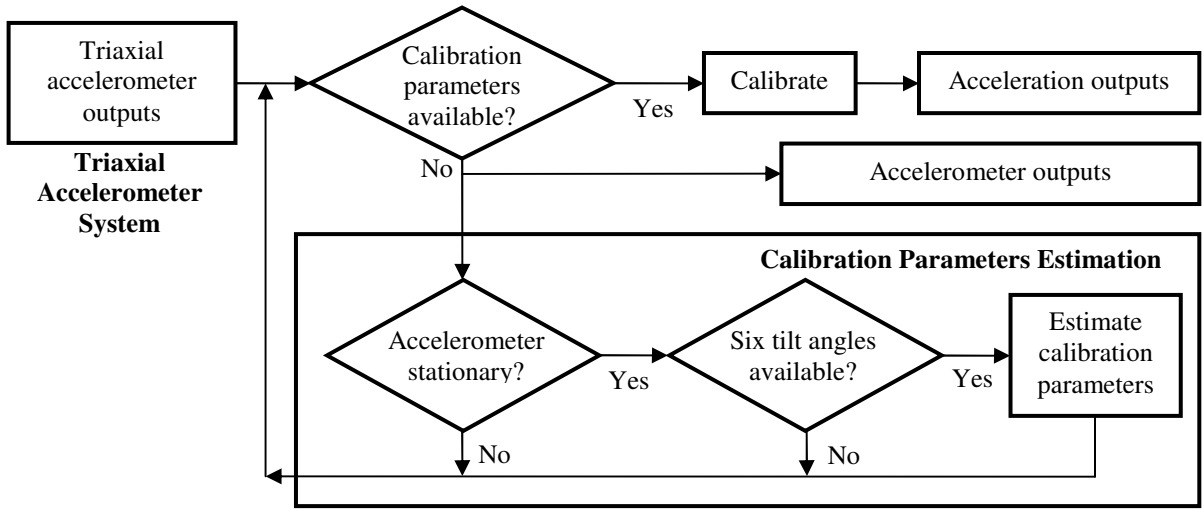 Triaxial
accelerometer
outputs
Triaxial
Accelerometer
System
Calibration
parameters
available?
Yes
Calibrate
Acceleration outputs
No
Accelerometer outputs
Calibration Parameters Estimation
Accelerometer
stationary?
Yes
No
Six tilt angles
available?
Yes
No
Estimate
calibration
parameters